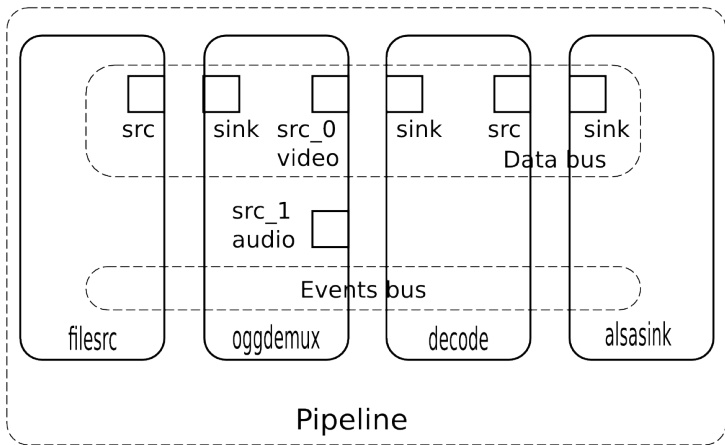 src
sink
src_0
video
sink
src
sink
Data bus
src_1
audio
Events bus
filesrc
oggdemux
decode
alsasink
Pipeline